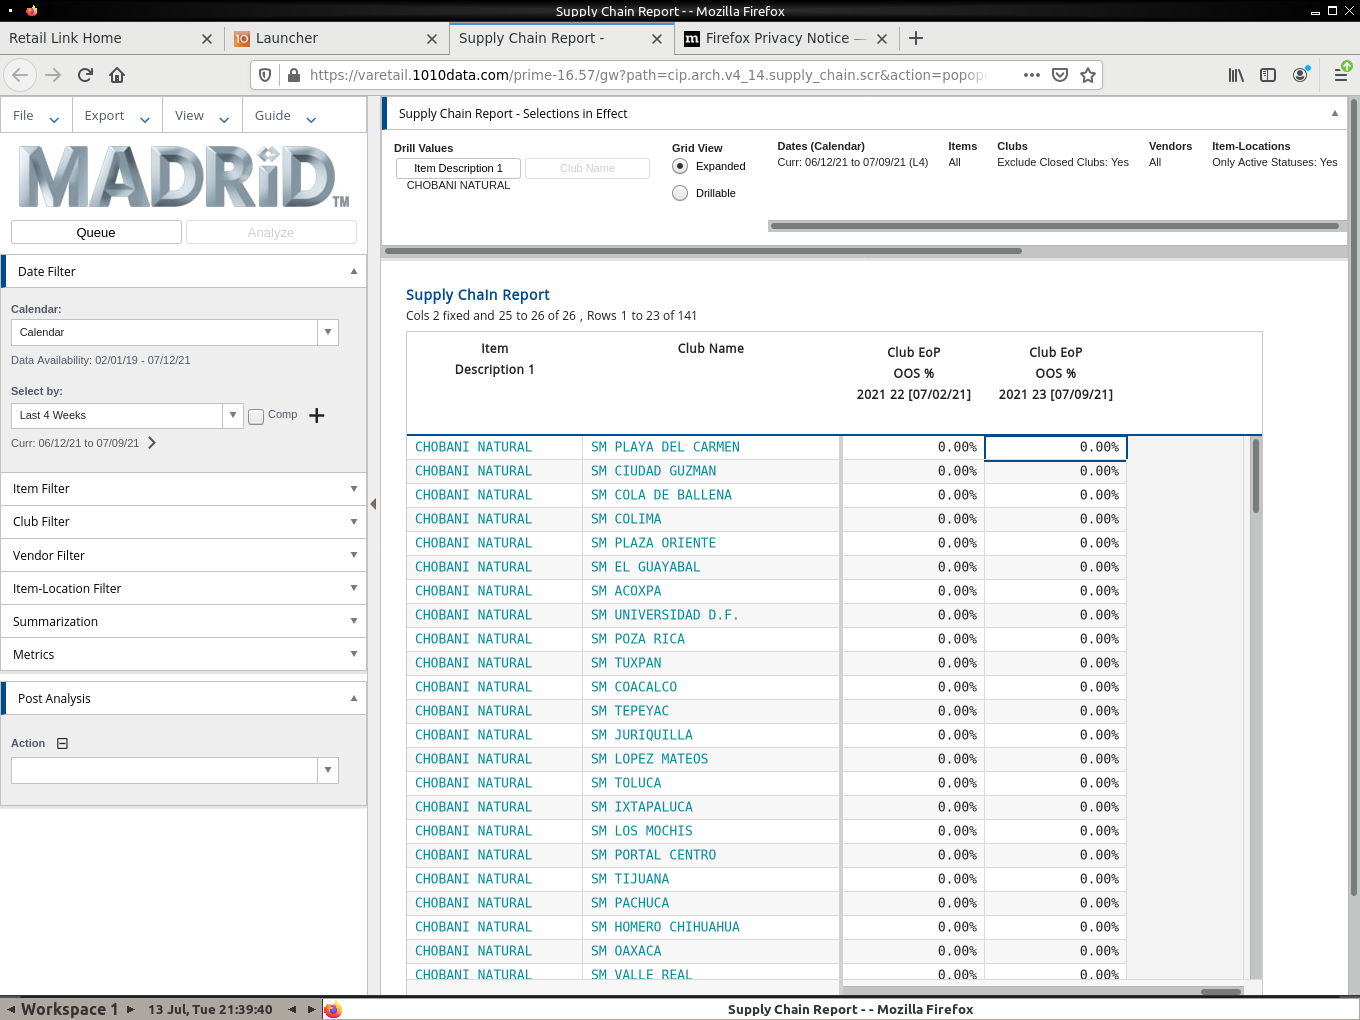 Supply Chain Report - - Mozilla Firefox
Retail Link Home
10 Launcher
Supply Chain Report -
m Firefox Privacy Notice —
https://varetail.1010data.com/prime-16.57/gw?path=cip.arch.v4_14.supply_chain.scr&action=popop
File Export View Guide
MADRiD TM
Queue Analyze
Date Filter
Calendar:
Calendar
Data Availability: 02/01/19 - 07/12/21
Select by:
Last 4 Weeks
Comp
Curr: 06/12/21 to 07/09/21
Item Filter
Club Filter
Vendor Filter
Item-Location Filter
Summarization
Metrics
Post Analysis
Action
Supply Chain Report - Selections in Effect
Drill Values
Item Description 1 Club Name
CHOBANI NATURAL
Grid View
Expanded
Drillable
Dates (Calendar) Items Clubs Vendors Item-Locations
Curr: 06/12/21 to 07/09/21 (L4) All Exclude Closed Clubs: Yes All Only Active Statuses: Yes
Supply Chain Report
Cols 2 fixed and 25 to 26 of 26 , Rows 1 to 23 of 141
Item Club Name Club EoP Club EoP
Description 1 OOS % OOS %
2021 22 [07/02/21] 2021 23 [07/09/21]
CHOBANI NATURAL SM PLAYA DEL CARMEN 0.00% 0.00%
CHOBANI NATURAL SM CIUDAD GUZMAN 0.00% 0.00%
CHOBANI NATURAL SM COLA DE BALLENA 0.00% 0.00%
CHOBANI NATURAL SM COLIMA 0.00% 0.00%
CHOBANI NATURAL SM PLAZA ORIENTE 0.00% 0.00%
CHOBANI NATURAL SM EL GUAYABAL 0.00% 0.00%
CHOBANI NATURAL SM ACOXPA 0.00% 0.00%
CHOBANI NATURAL SM UNIVERSIDAD D.F. 0.00% 0.00%
CHOBANI NATURAL SM POZA RICA 0.00% 0.00%
CHOBANI NATURAL SM TUXPAN 0.00% 0.00%
CHOBANI NATURAL SM COACALCO 0.00% 0.00%
CHOBANI NATURAL SM TEPEYAC 0.00% 0.00%
CHOBANI NATURAL SM JURIQUILLA 0.00% 0.00%
CHOBANI NATURAL SM LOPEZ MATEOS 0.00% 0.00%
CHOBANI NATURAL SM TOLUCA 0.00% 0.00%
CHOBANI NATURAL SM IXTAPALUCA 0.00% 0.00%
CHOBANI NATURAL SM LOS MOCHIS 0.00% 0.00%
CHOBANI NATURAL SM PORTAL CENTRO 0.00% 0.00%
CHOBANI NATURAL SM TIJUANA 0.00% 0.00%
CHOBANI NATURAL SM PACHUCA 0.00% 0.00%
CHOBANI NATURAL SM HOMERO CHIHUAHUA 0.00% 0.00%
CHOBANI NATURAL SM OAXACA 0.00% 0.00%
CHOBANI NATURAL SM VALLE REAL 0.00% 0.00%
Workspace 1 13 Jul, Tue 21:39:40 Supply Chain Report - - Mozilla Firefox